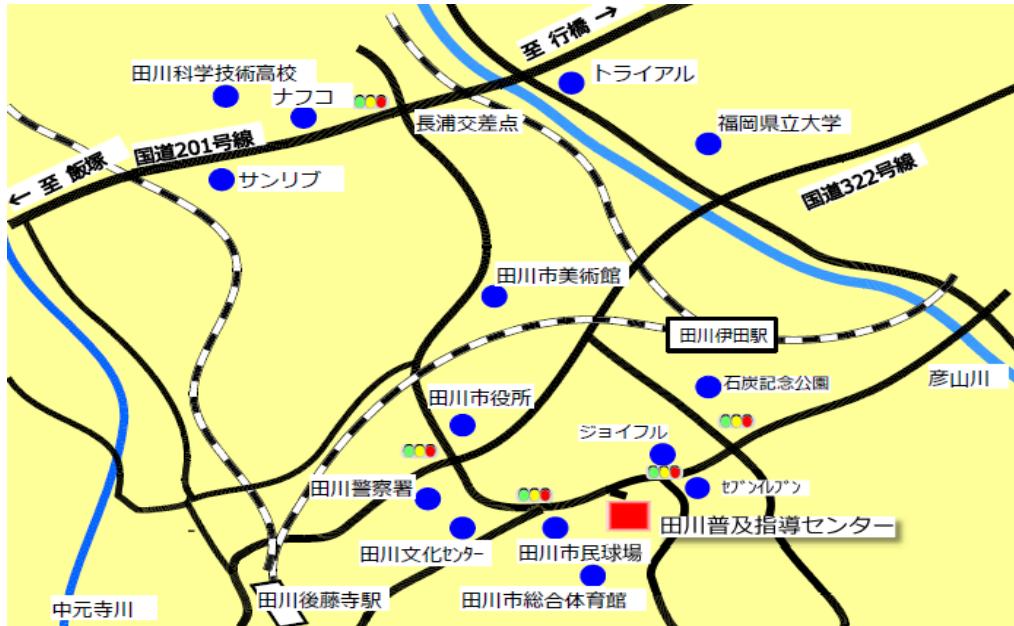 至 行橋 →
田川科学技術高校
トライアル
ナフコ
長浦交差点
福岡県立大学
国道201号線
← 至 飯塚
サンリブ
国道322号線
田川市美術館
田川伊田駅
彦山川
石炭記念公園
田川市役所
ジョイフル
田川警察署
ｾﾌﾞﾝｲﾚﾌﾞﾝ
田川普及指導センター
田川文化ｾﾝﾀｰ
田川市民球場
中元寺川
田川後藤寺駅
田川市総合体育館